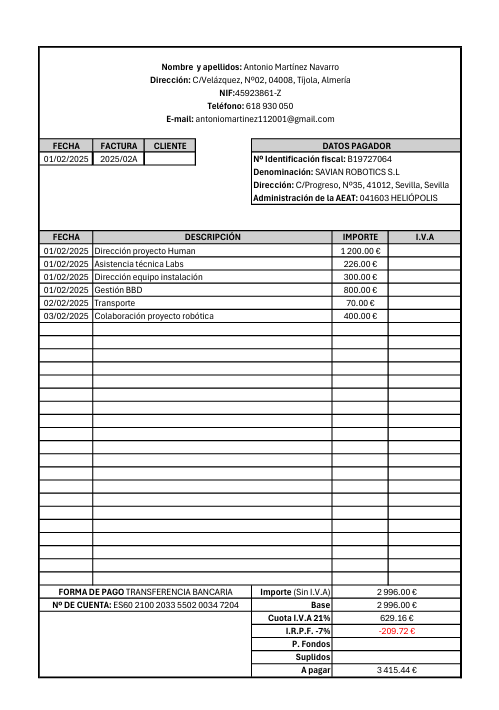 Nombre y apellidos: Antonio Martínez Navarro
Dirección: C/Velázquez, Nº02, 04008, Tíjola, Almería
NIF:45923861-Z
Teléfono: 618 930 050
E-mail: antoniomartinez112001@gmail.com
FECHA FACTURA CLIENTE
01/02/2025 2025/02A
DATOS PAGADOR
Nº Identificación fiscal: B19727064
Denominación: SAVIAN ROBOTICS S.L
Dirección: C/Progreso, Nº35, 41012, Sevilla, Sevilla
Administración de la AEAT: 041603 HELIÓPOLIS
FECHA DESCRIPCIÓN IMPORTE I.V.A
01/02/2025 Dirección proyecto Human 1 200.00 €
01/02/2025 Asistencia técnica Labs 226.00 €
01/02/2025 Dirección equipo instalación 300.00 €
01/02/2025 Gestión BBD 800.00 €
02/02/2025 Transporte 70.00 €
03/02/2025 Colaboración proyecto robótica 400.00 €
FORMA DE PAGO TRANSFERENCIA BANCARIA
Nº DE CUENTA: ES60 2100 2033 5502 0034 7204
Importe (Sin I.V.A) 2 996.00 €
Base 2 996.00 €
Cuota I.V.A 21% 629.16 €
I.R.P.F. -7% -209.72 €
P. Fondos
Suplidos
A pagar 3 415.44 €